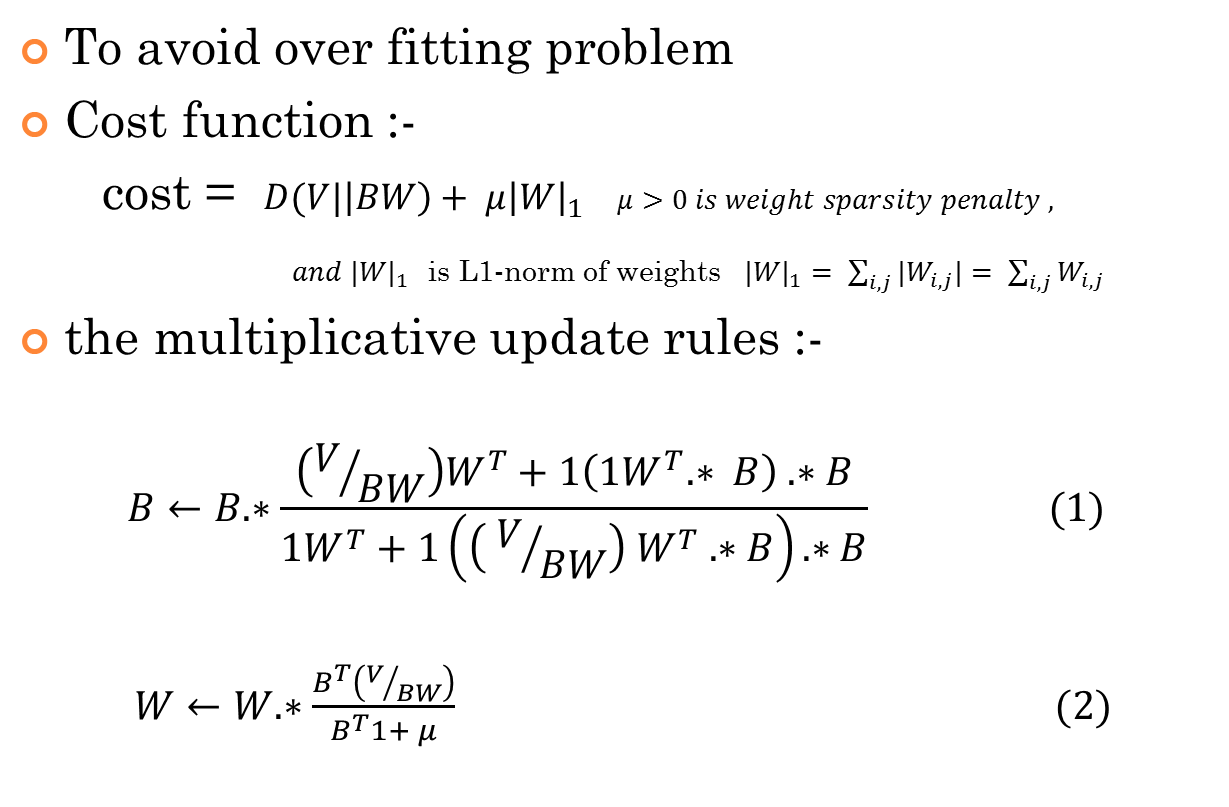 To avoid over fitting problem
Cost function :-
cost = D(V||BW) + μ|W|₁ μ > 0 is weight sparsity penalty ,
and |W|₁ is L1-norm of weights |W|₁ = ∑ᵢ,ⱼ |Wᵢ,ⱼ| = ∑ᵢ,ⱼ Wᵢ,ⱼ
the multiplicative update rules :-
B ← B.* \frac{(V/BW)Wᵀ + 1(1Wᵀ.* B) .* B}{1Wᵀ + 1((V/BW) Wᵀ .* B) .* B} (1)
W ← W.* \frac{Bᵀ(V/BW)}{Bᵀ1+ μ} (2)